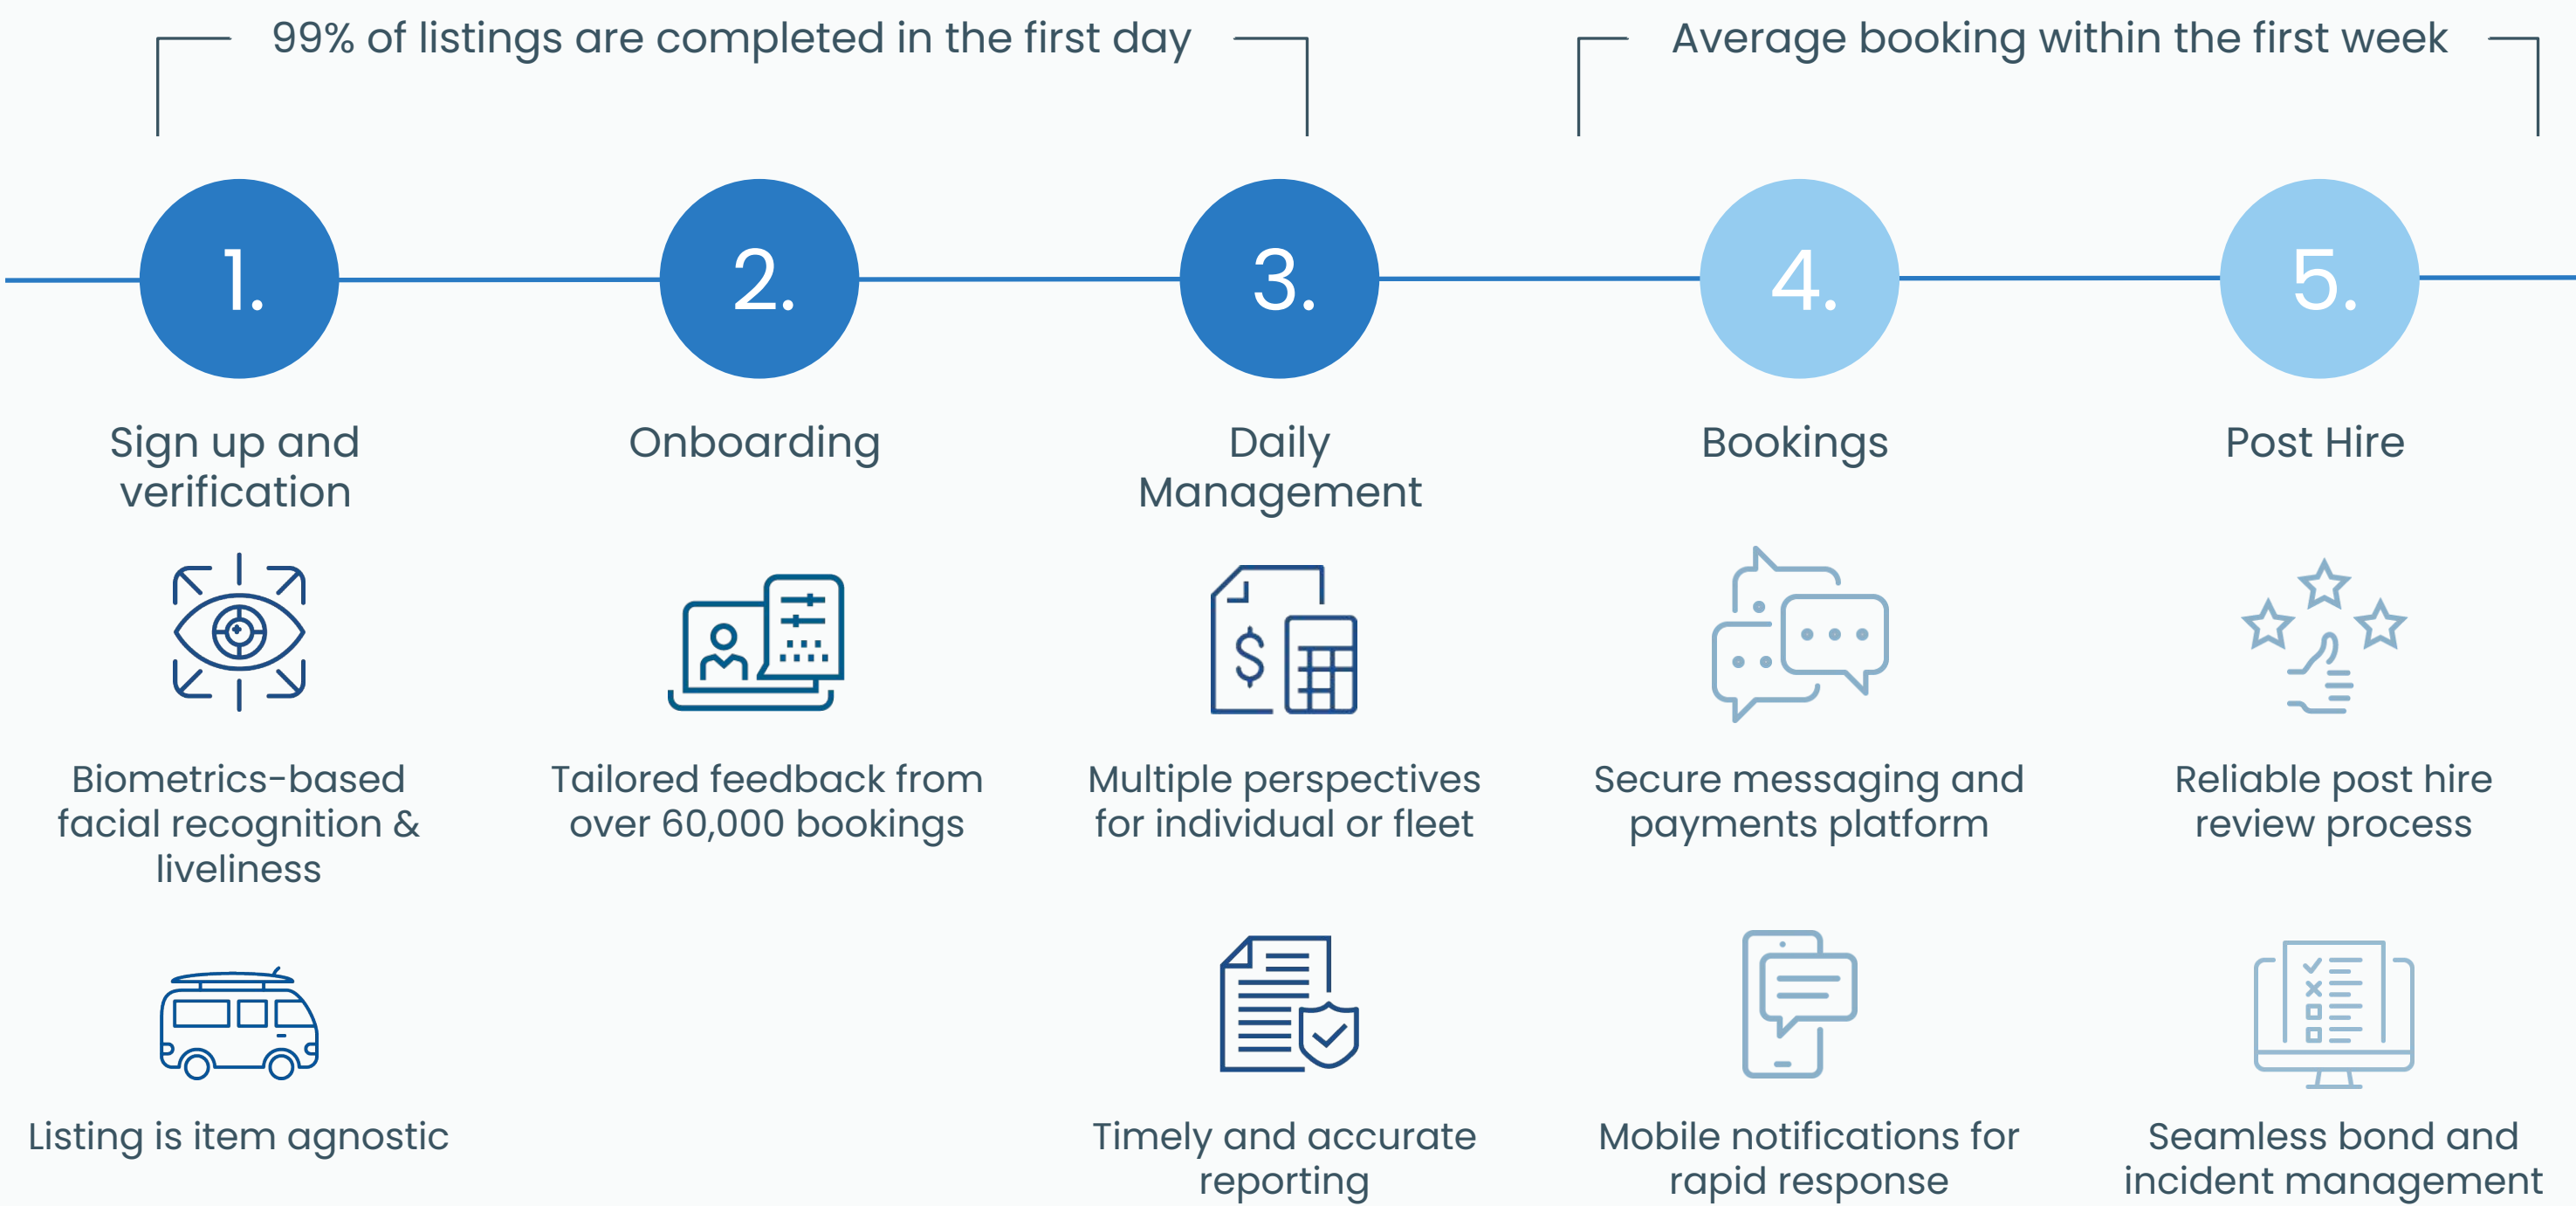 99% of listings are completed in the first day
Average booking within the first week
1.
2.
3.
4.
5.
Sign up and
verification
Onboarding
Daily
Management
Bookings
Post Hire
Biometrics-based
facial recognition &
liveliness
Tailored feedback from
over 60,000 bookings
Multiple perspectives
for individual or fleet
Secure messaging and
payments platform
Reliable post hire
review process
Listing is item agnostic
Timely and accurate
reporting
Mobile notifications for
rapid response
Seamless bond and
incident management